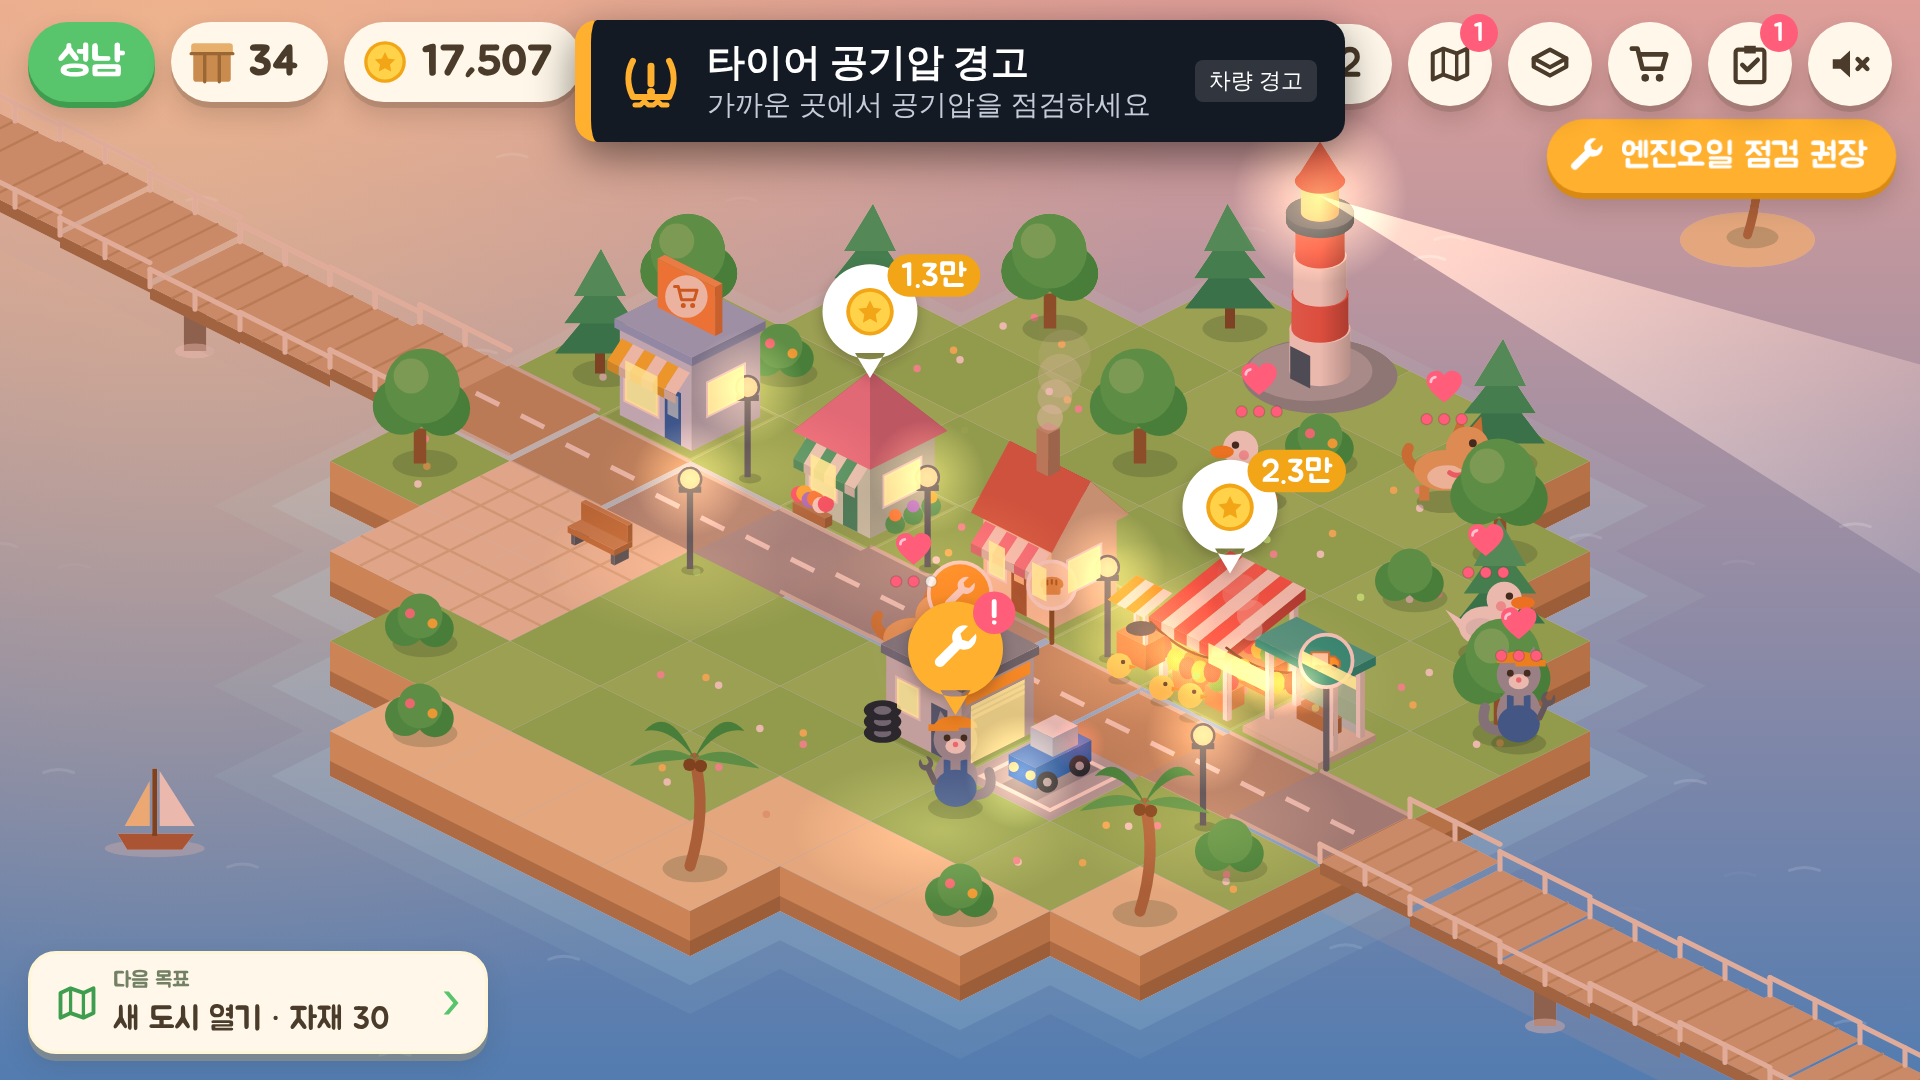 성남
34
17,507
타이어 공기압 경고
가까운 곳에서 공기압을 점검하세요
차량 경고
2
1
1
엔진오일 점검 권장
1.3만
2.3만
!
다음 목표
새 도시 열기 · 자재 30